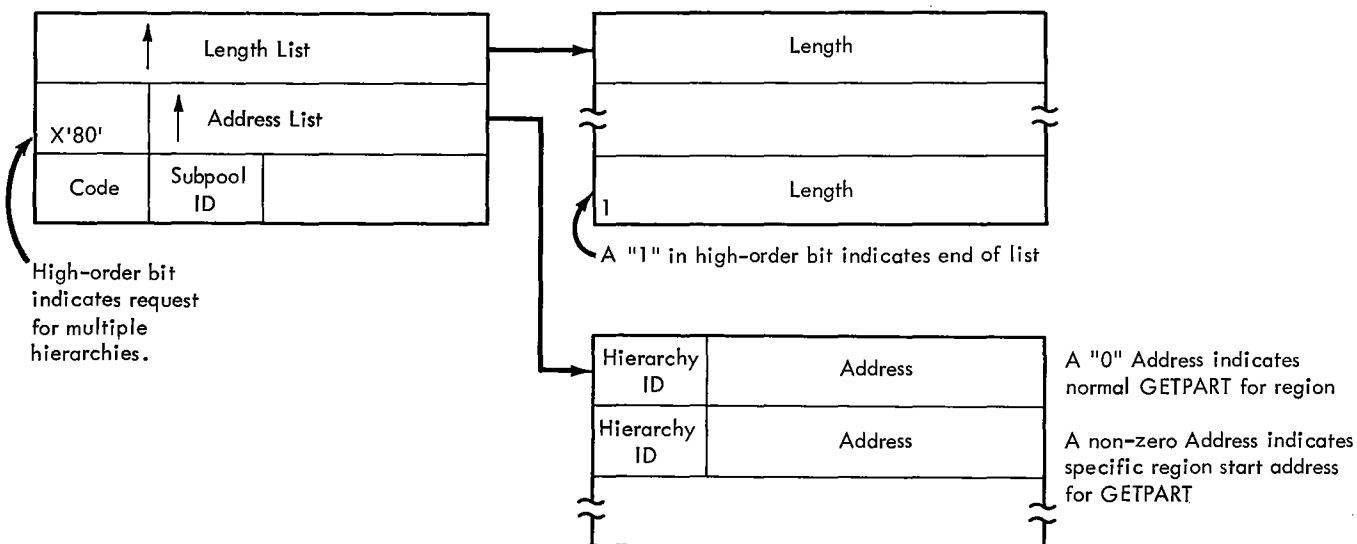 Length List
X'80'
Address List
Code
Subpool
ID
High-order bit
indicates request
for multiple
hierarchies.
Length
Length
1
A "1" in high-order bit indicates end of list
Hierarchy
ID
Address
Hierarchy
ID
Address
A "0" Address indicates
normal GETPART for region
A non-zero Address indicates
specific region start address
for GETPART